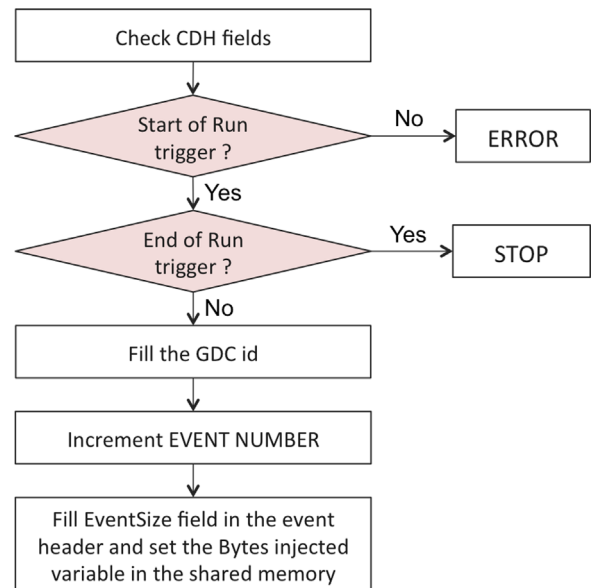 Check CDH fields
Start of Run
trigger ?
No
ERROR
Yes
End of Run
trigger ?
Yes
STOP
No
Fill the GDC id
Increment EVENT NUMBER
Fill EventSize field in the event
header and set the Bytes injected
variable in the shared memory